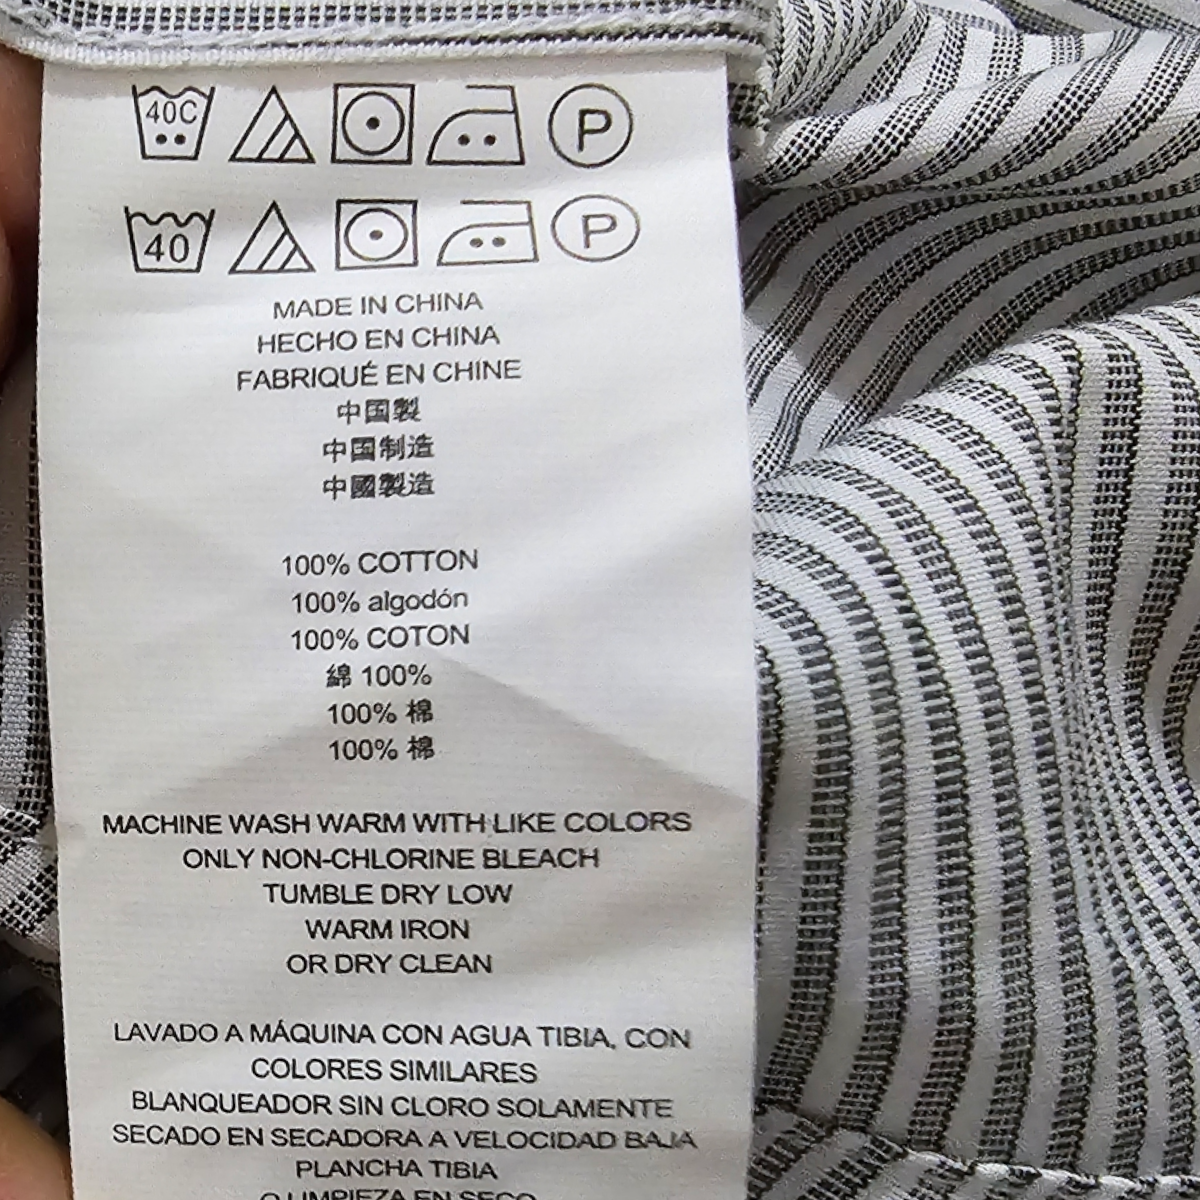 40C P
40 P
MADE IN CHINA
HECHO EN CHINA
FABRIQUÉ EN CHINE
中国製
中国制造
中國製造
100% COTTON
100% algodón
100% COTON
綿 100%
100% 棉
100% 棉
MACHINE WASH WARM WITH LIKE COLORS
ONLY NON-CHLORINE BLEACH
TUMBLE DRY LOW
WARM IRON
OR DRY CLEAN
LAVADO A MÁQUINA CON AGUA TIBIA, CON
COLORES SIMILARES
BLANQUEADOR SIN CLORO SOLAMENTE
SECADO EN SECADORA A VELOCIDAD BAJA
PLANCHA TIBIA
O LIMPIEZA EN SECO